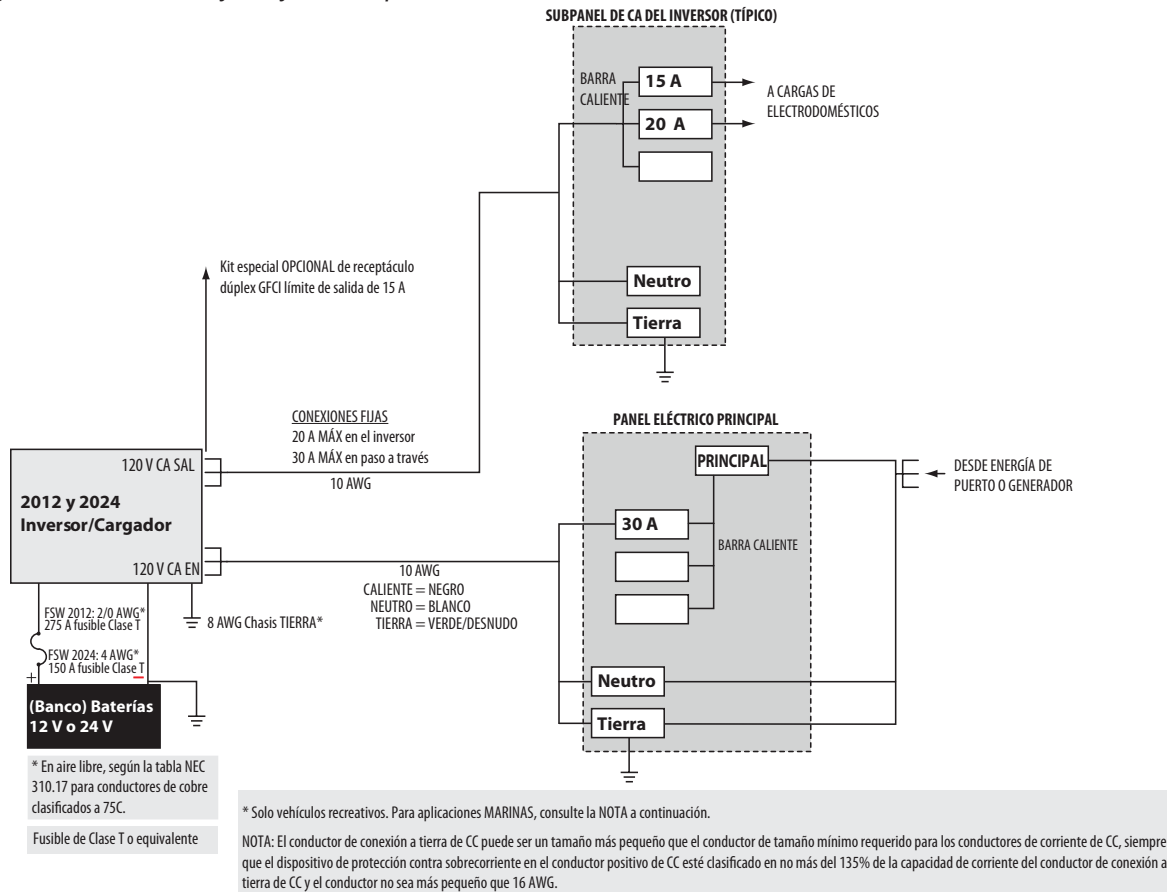 SUBPANEL DE CA DEL INVERSOR (TÍPICO)
BARRA
CALIENTE
15 A
20 A
A CARGAS DE
ELECTRODOMÉSTICOS
Neutro
Tierra
Kit especial OPCIONAL de receptáculo
dúplex GFCI límite de salida de 15 A
CONEXIONES FIJAS
20 A MÁX en el inversor
30 A MÁX en paso a través
10 AWG
PANEL ELÉCTRICO PRINCIPAL
PRINCIPAL
DESDE ENERGÍA DE
PUERTO O GENERADOR
30 A
BARRA CALIENTE
Neutro
Tierra
120 V CA SAL
2012 y 2024
Inversor/Cargador
120 V CA EN
10 AWG
CALIENTE = NEGRO
NEUTRO = BLANCO
TIERRA = VERDE/DESNUDO
8 AWG Chasis TIERRA*
FSW 2012: 2/0 AWG*
275 A fusible Clase T
FSW 2024: 4 AWG*
150 A fusible Clase T
+
(Banco) Baterías
12 V o 24 V
* En aire libre, según la tabla NEC
310.17 para conductores de cobre
clasificados a 75C.
Fusible de Clase T o equivalente
* Solo vehículos recreativos. Para aplicaciones MARINAS, consulte la NOTA a continuación.
NOTA: El conductor de conexión a tierra de CC puede ser un tamaño más pequeño que el conductor de tamaño mínimo requerido para los conductores de corriente de CC, siempre
que el dispositivo de protección contra sobrecorriente en el conductor positivo de CC esté clasificado en no más del 135% de la capacidad de corriente del conductor de conexión a
tierra de CC y el conductor no sea más pequeño que 16 AWG.